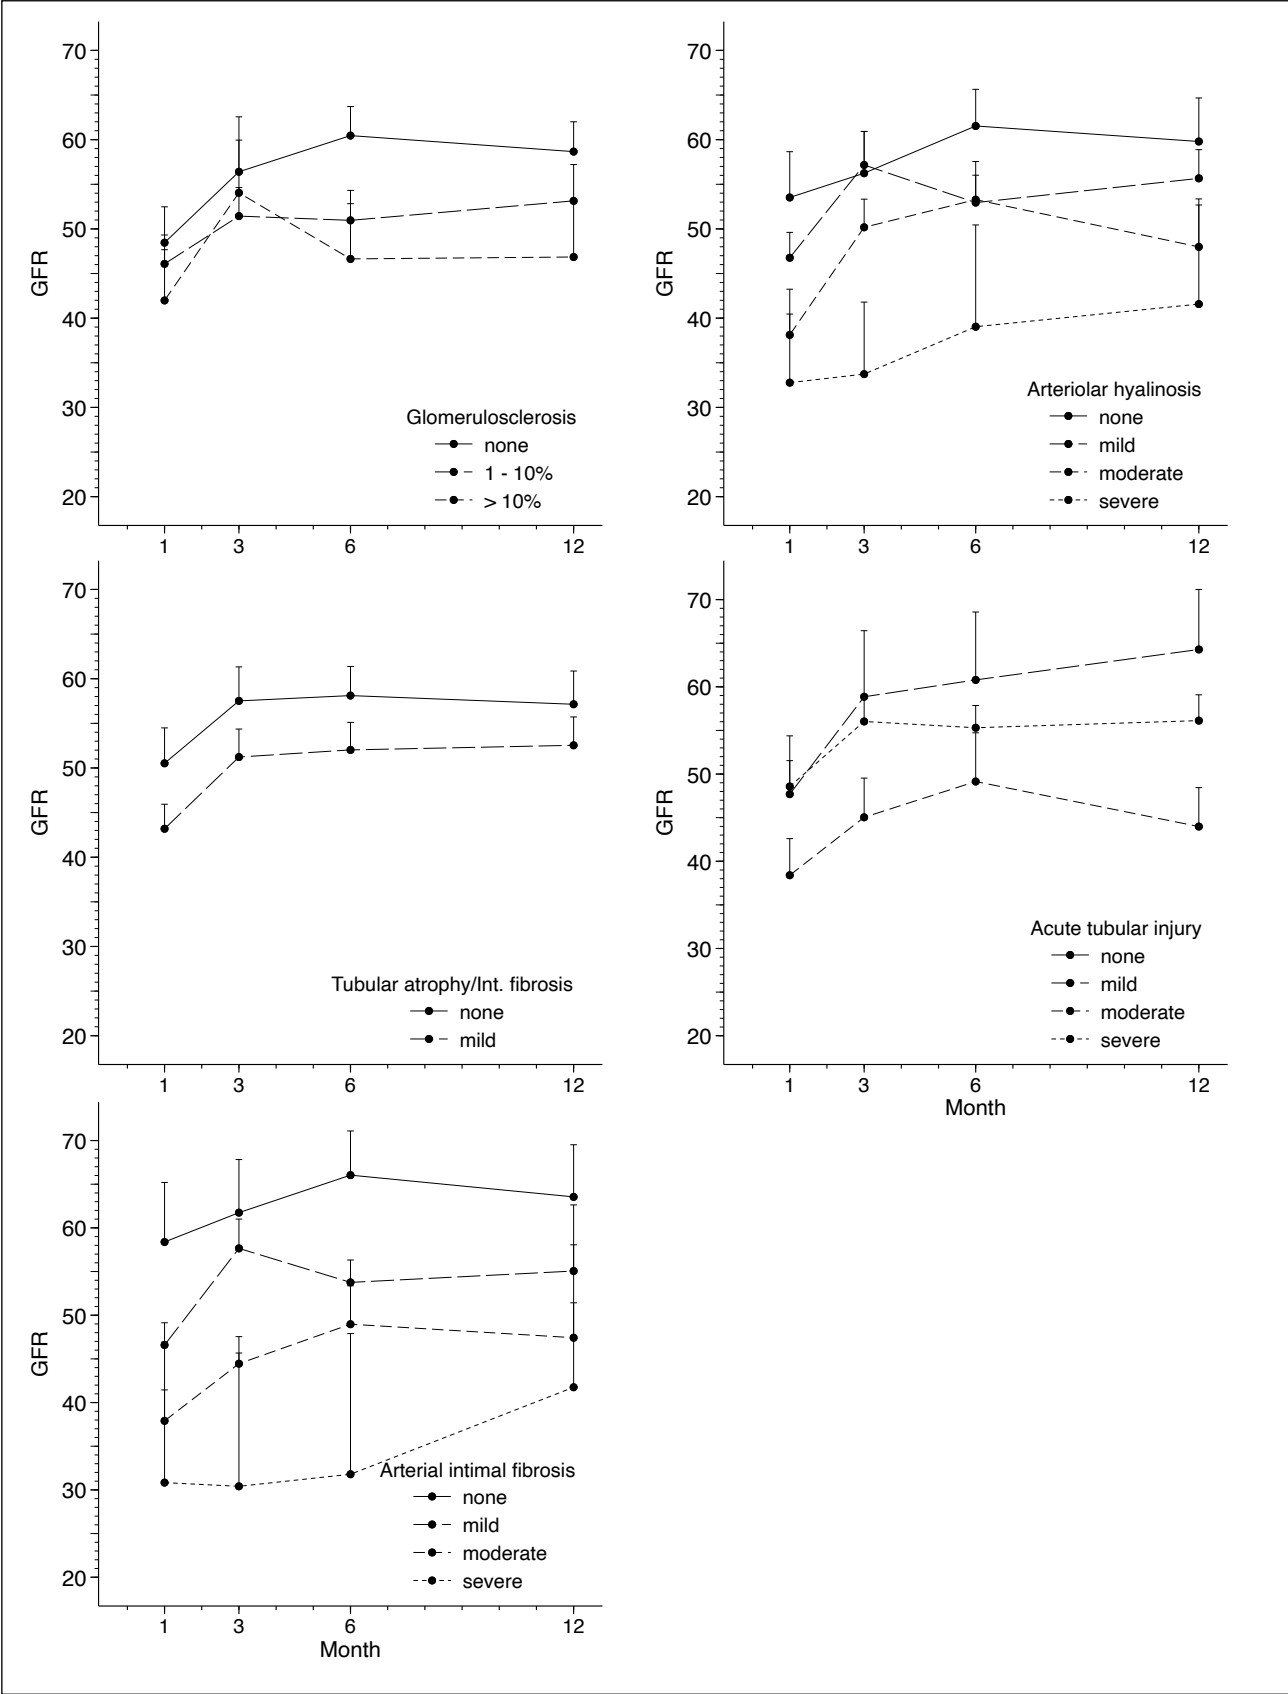 70
60
50
40
30
20
GFR
Glomerulosclerosis
none
1 - 10%
> 10%
1 3 6 12
70
60
50
40
30
20
GFR
Arteriolar hyalinosis
none
mild
moderate
severe
1 3 6 12
70
60
50
40
30
20
GFR
Tubular atrophy/Int. fibrosis
none
mild
1 3 6 12
70
60
50
40
30
20
GFR
Acute tubular injury
none
mild
moderate
severe
1 3 6 12
Month
70
60
50
40
30
20
GFR
Arterial intimal fibrosis
none
mild
moderate
severe
1 3 6 12
Month